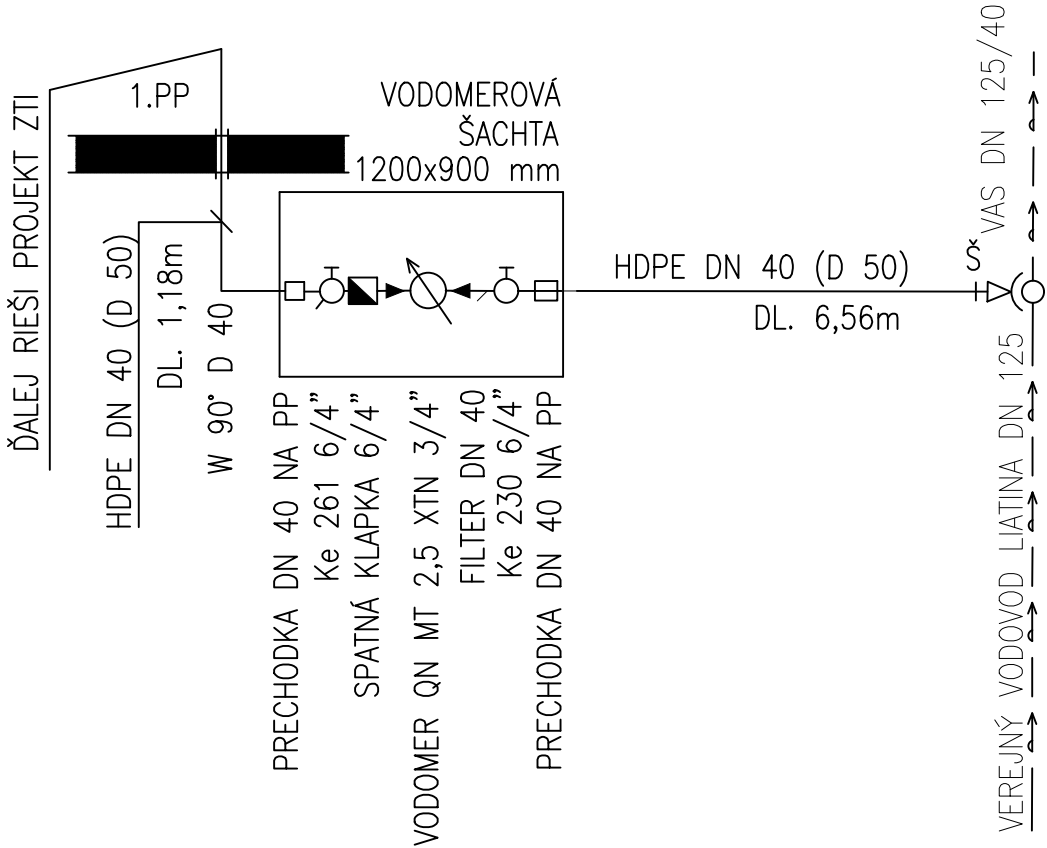 ĎALEJ RIEŠI PROJEKT ZTI
1.PP
VODOMEROVÁ
ŠACHTA
1200x900 mm
HDPE DN 40 (D 50)
DL. 1,18m
W 90° D 40
PRECHODKA DN 40 NA PP
Ke 261 6/4"
SPATNÁ KLAPKA 6/4"
VODOMER QN MT 2,5 XTN 3/4"
FILTER DN 40
Ke 230 6/4"
PRECHODKA DN 40 NA PP
HDPE DN 40 (D 50)
DL. 6,56m
Š
VAS DN 125/40
VEREJNÝ VODOVOD LIATINA DN 125